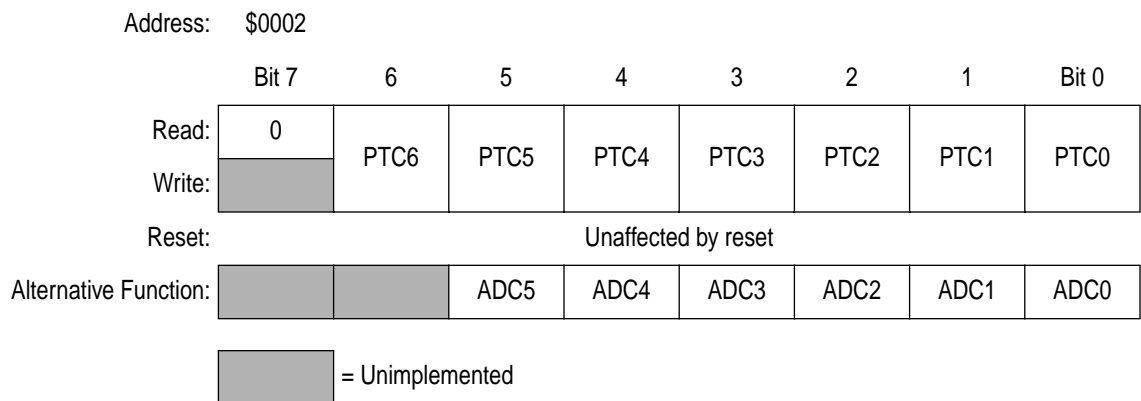 Address: $0002
Bit 7 6 5 4 3 2 1 Bit 0
Read: 0 PTC6 PTC5 PTC4 PTC3 PTC2 PTC1 PTC0
Write:
Reset: Unaffected by reset
Alternative Function: ADC5 ADC4 ADC3 ADC2 ADC1 ADC0
= Unimplemented